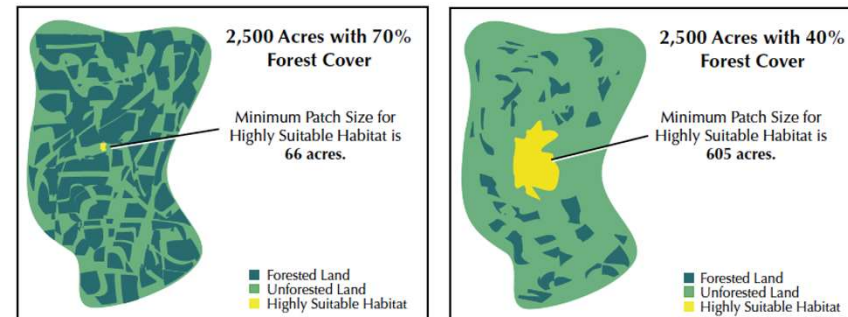 2,500 Acres with 70%
Forest Cover
Minimum Patch Size for
Highly Suitable Habitat is
66 acres.
Forested Land
Unforested Land
Highly Suitable Habitat
2,500 Acres with 40%
Forest Cover
Minimum Patch Size for
Highly Suitable Habitat is
605 acres.
Forested Land
Unforested Land
Highly Suitable Habitat